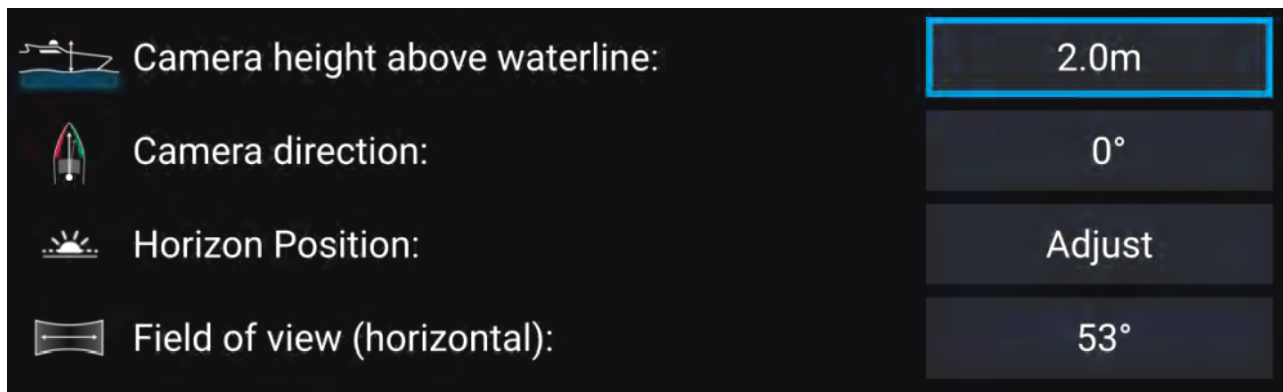 Camera height above waterline: 2.0m
Camera direction: 0°
Horizon Position: Adjust
Field of view (horizontal): 53°